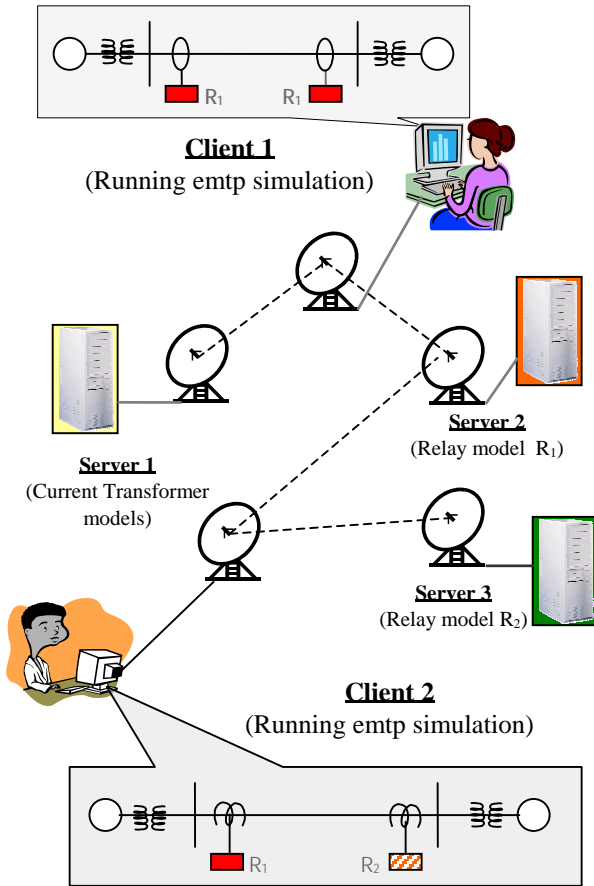 R1 R1
Client 1
(Running emtp simulation)
Server 2
(Relay model R1)
Server 1
(Current Transformer
models)
Server 3
(Relay model R2)
Client 2
(Running emtp simulation)
R1 R2